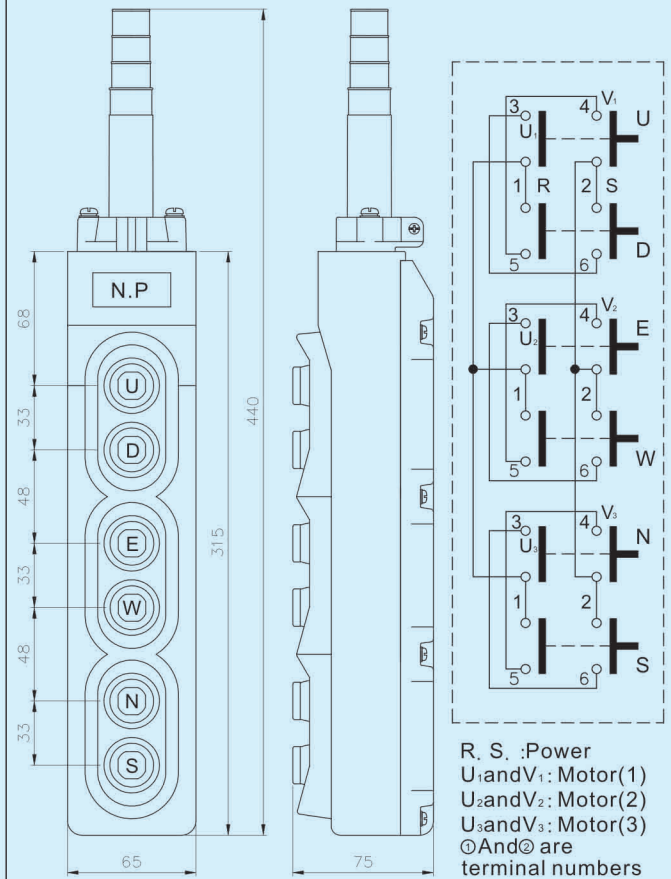 N.P
U
D
E
W
N
S
68
33
48
33
48
33
315
440
65
75
3 4 V₁ U
U₁
1 R 2 S
D
5 6
3 4 V₂ E
U₂
1 2
W
5 6
3 4 V₃ N
U₃
1 2
S
5 6
R. S. :Power
U₁andV₁: Motor(1)
U₂andV₂: Motor(2)
U₃andV₃: Motor(3)
①And② are
terminal numbers